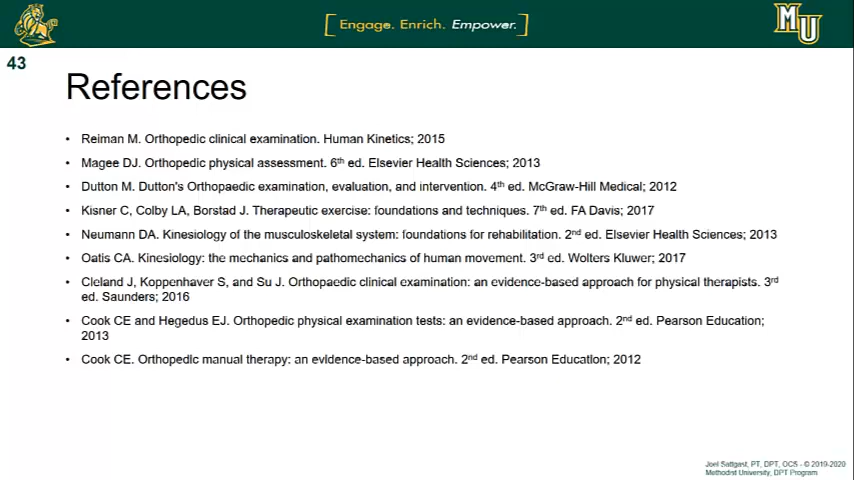 [Engage. Enrich. Empower.]
MU
43
References
• Reiman M. Orthopedic clinical examination. Human Kinetics; 2015
• Magee DJ. Orthopedic physical assessment. 6th ed. Elsevier Health Sciences; 2013
• Dutton M. Dutton's Orthopaedic examination, evaluation, and intervention. 4th ed. McGraw-Hill Medical; 2012
• Kisner C, Colby LA, Borstad J. Therapeutic exercise: foundations and techniques. 7th ed. FA Davis; 2017
• Neumann DA. Kinesiology of the musculoskeletal system: foundations for rehabilitation. 2nd ed. Elsevier Health Sciences; 2013
• Oatis CA. Kinesiology: the mechanics and pathomechanics of human movement. 3rd ed. Wolters Kluwer; 2017
• Cleland J, Koppenhaver S, and Su J. Orthopaedic clinical examination: an evidence-based approach for physical therapists. 3rd
ed. Saunders; 2016
• Cook CE and Hegedus EJ. Orthopedic physical examination tests: an evidence-based approach. 2nd ed. Pearson Education;
2013
• Cook CE. Orthopedic manual therapy: an evidence-based approach. 2nd ed. Pearson Education; 2012
Joel Sattgast, PT, DPT, OCS - © 2019-2020
Methodist University, DPT Program